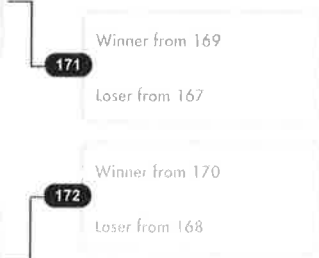 Winner from 169
171
Loser from 167
Winner from 170
172
Loser from 168